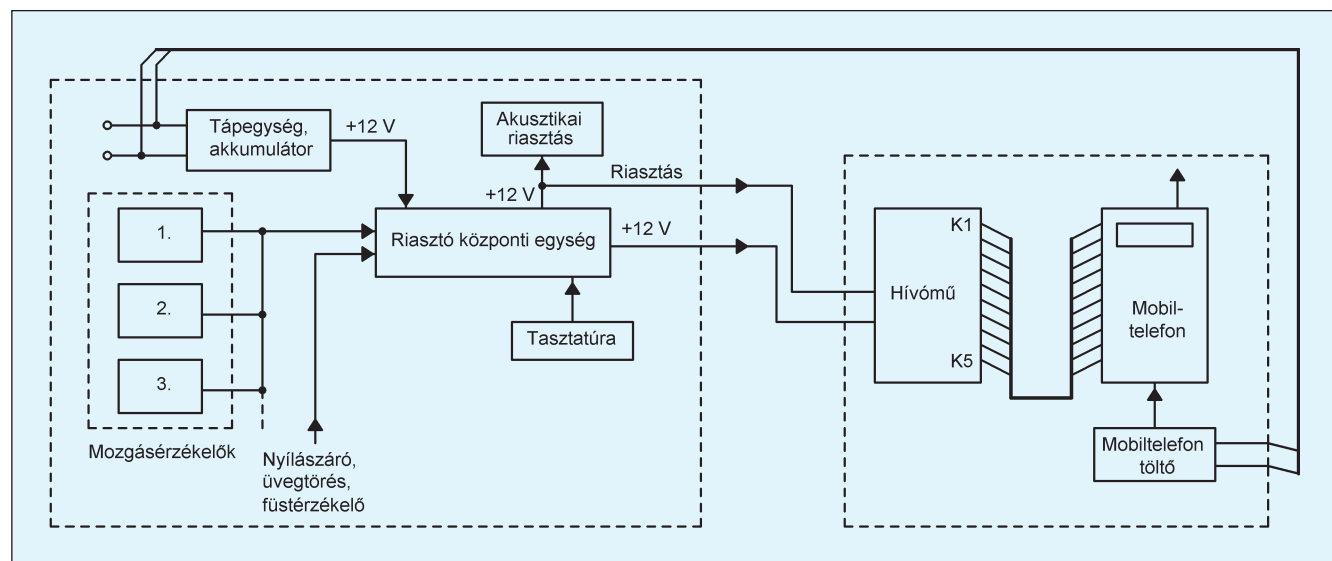 Tápegység,
akkumulátor
+12 V
Akusztikai
riasztás
Riasztás
+12 V
1.
2.
3.
Mozgásérzékelők
Riasztó központi egység
+12 V
Tasztatúra
Nyílászáró,
üvegtörés,
füstérzékelő
Hívómű
K1
K5
Mobil-
telefon
Mobiltelefon
töltő